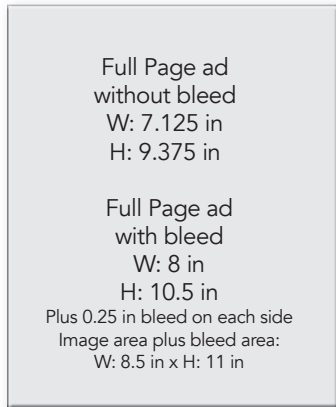 Full Page ad
without bleed
W: 7.125 in
H: 9.375 in
Full Page ad
with bleed
W: 8 in
H: 10.5 in
Plus 0.25 in bleed on each side
Image area plus bleed area:
W: 8.5 in x H: 11 in